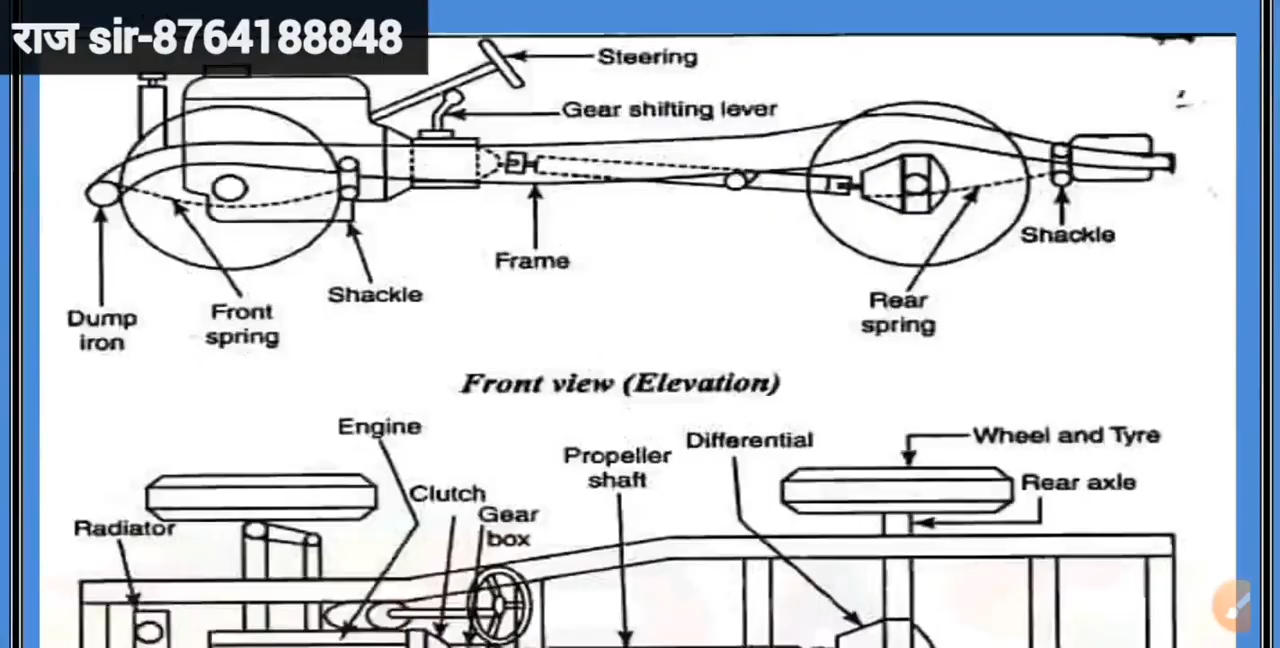 राज sir-8764188848
Steering
Gear shifting lever
Frame
Shackle
Shackle
Dump
iron
Front
spring
Rear
spring
Front view (Elevation)
Engine
Propeller
shaft
Differential
Wheel and Tyre
Rear axle
Clutch
Gear
box
Radiator